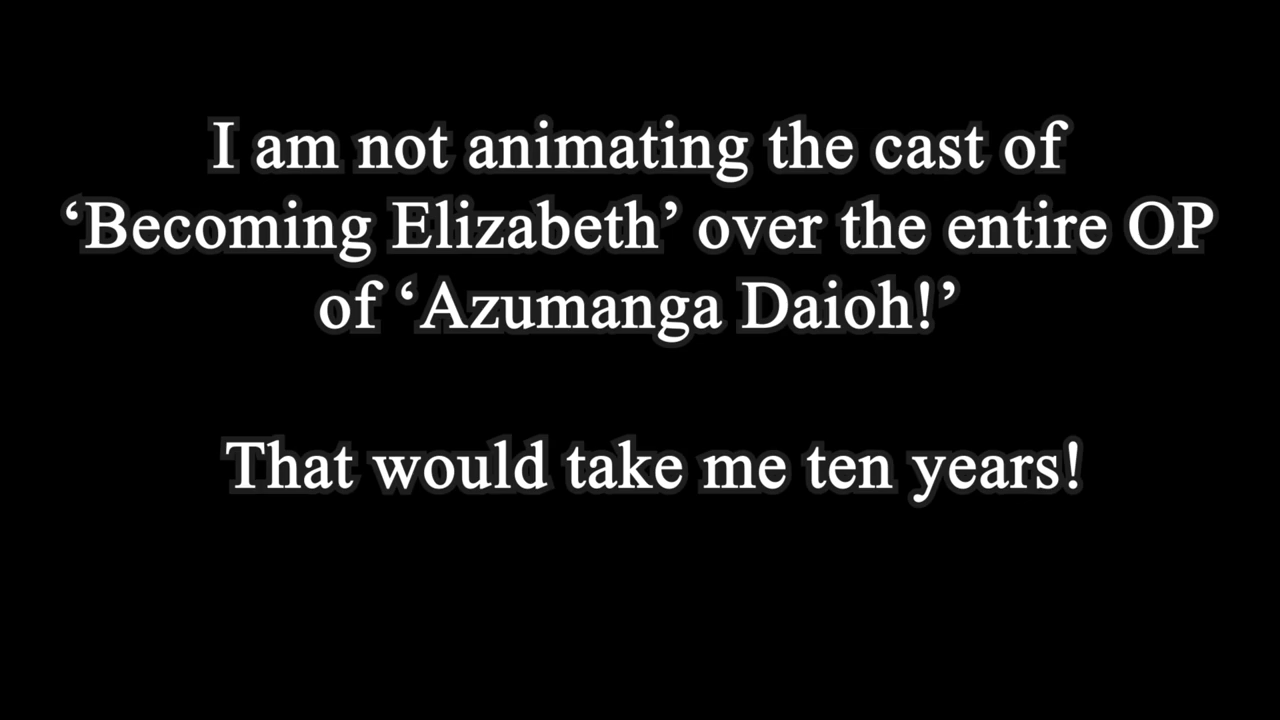 I am not animating the cast of
‘Becoming Elizabeth’ over the entire OP
of ‘Azumanga Daioh!’
That would take me ten years!